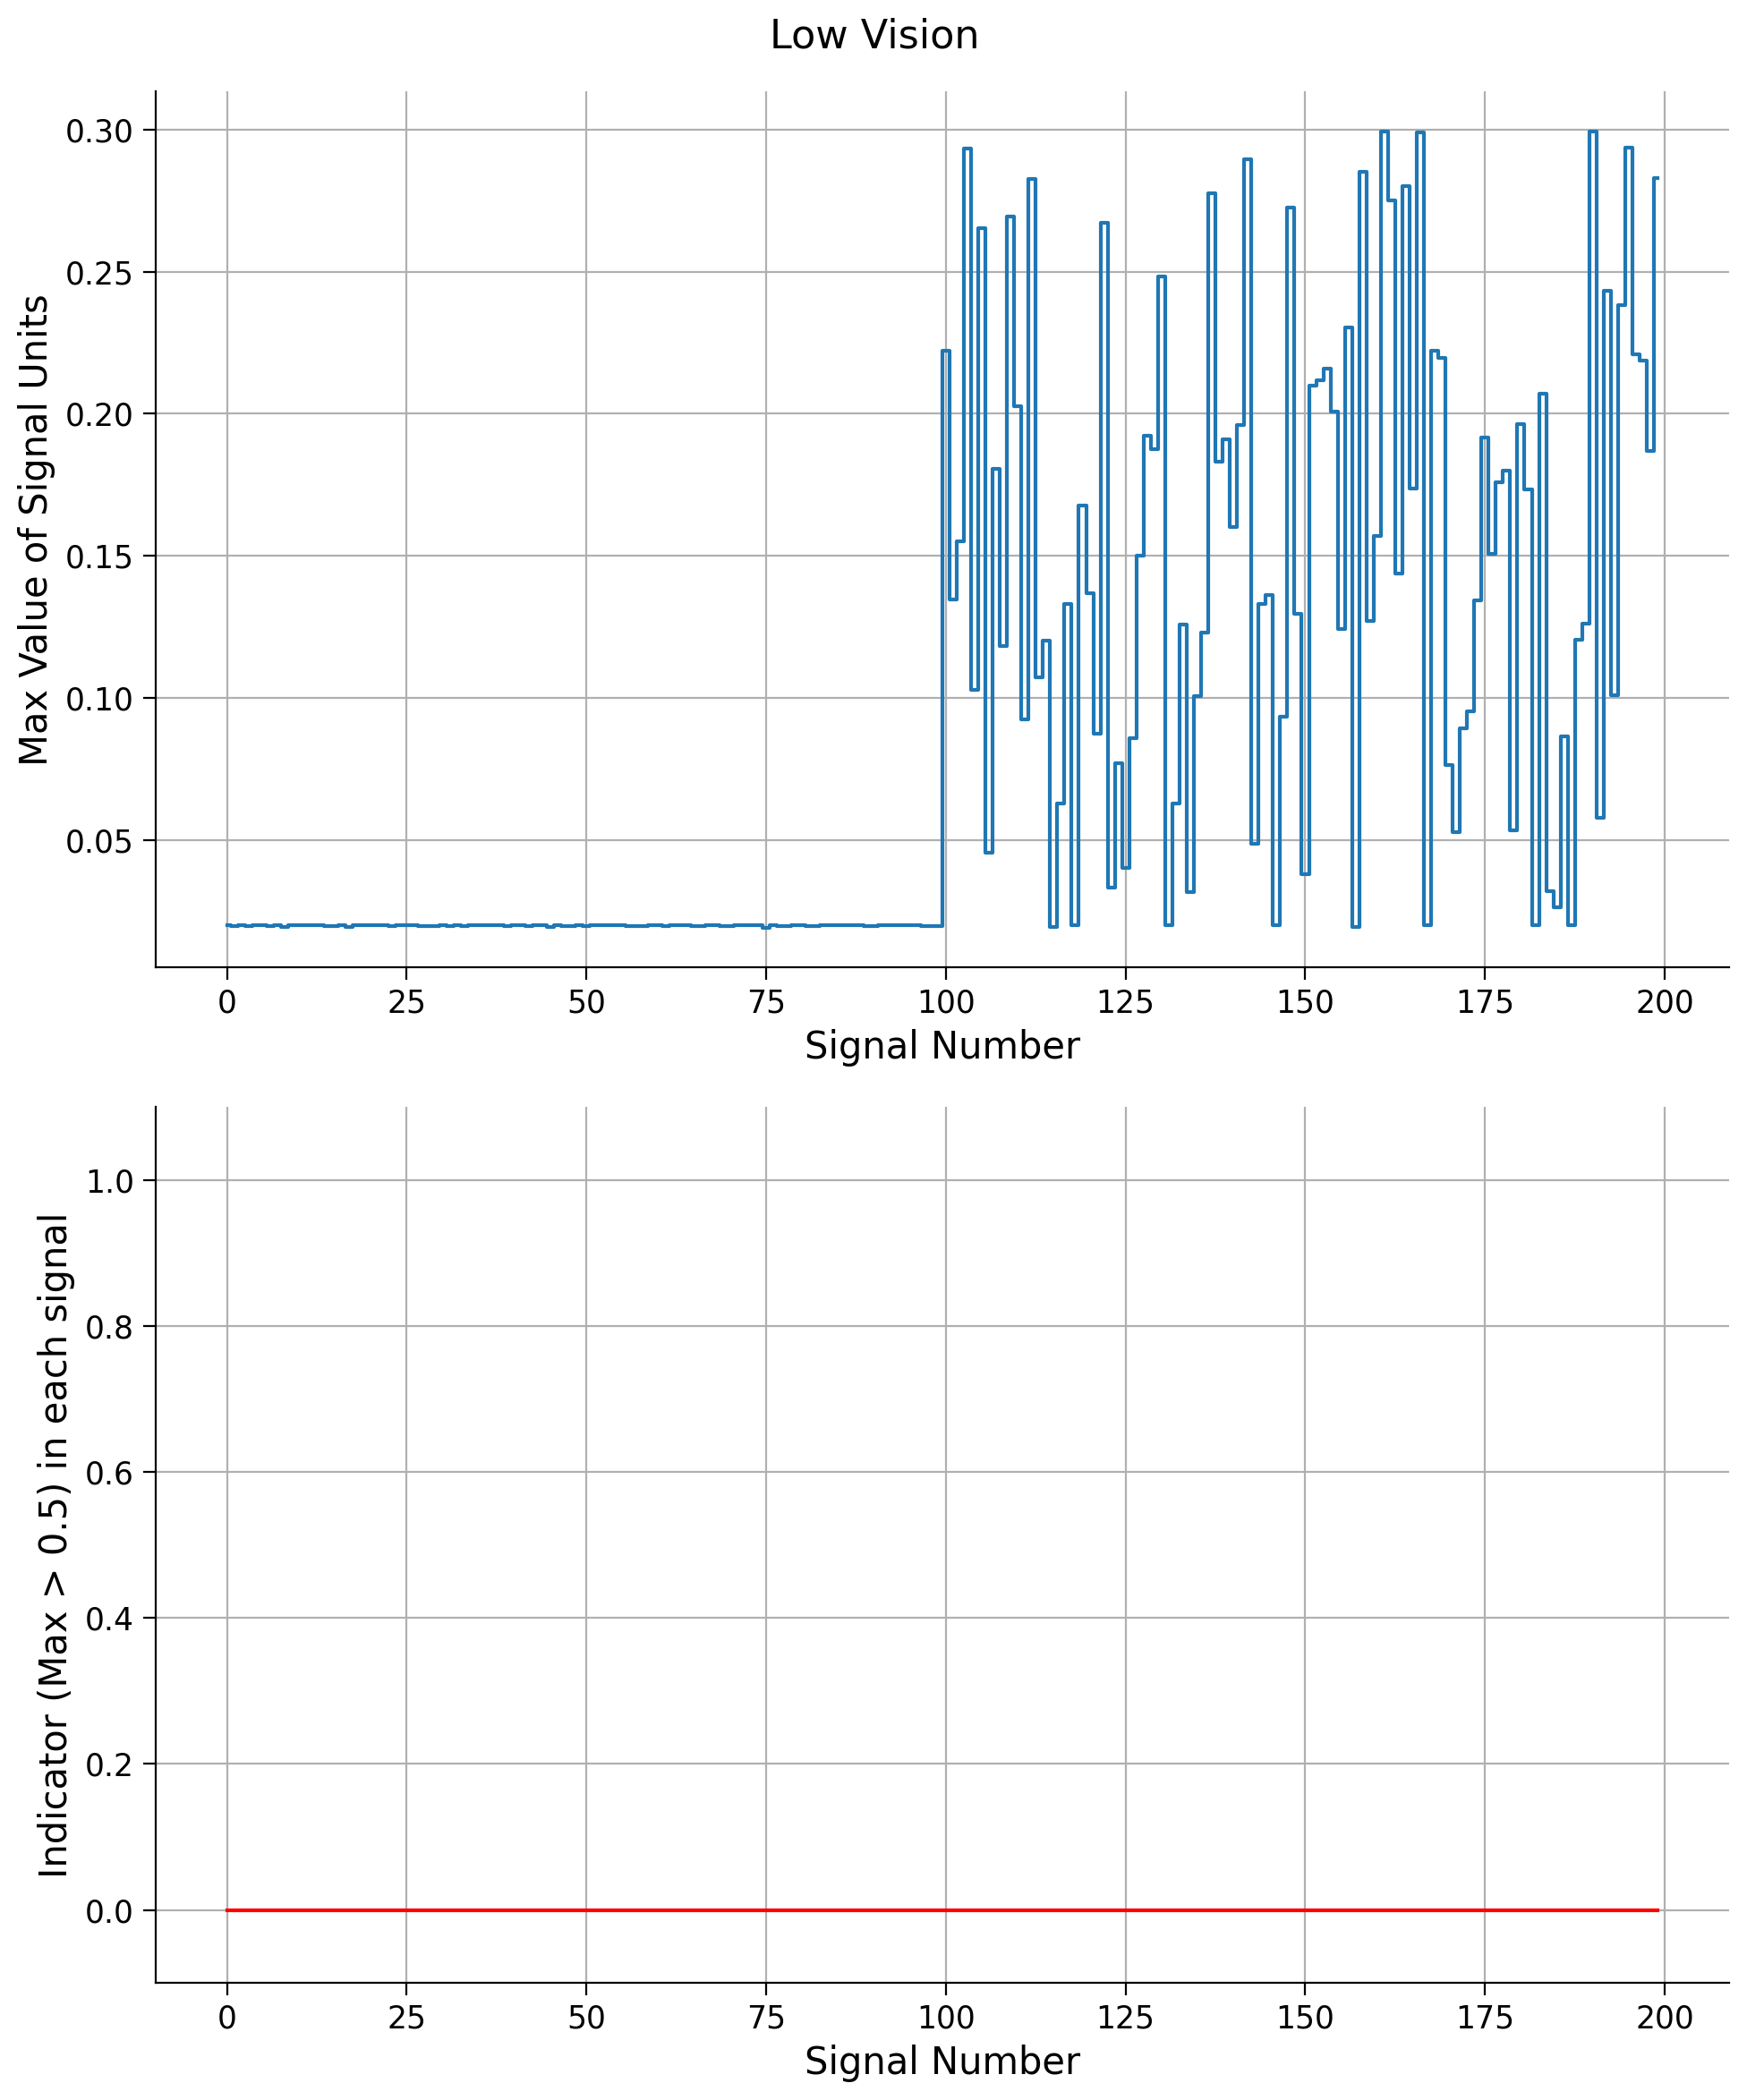 Low Vision
Max Value of Signal Units
0.30
0.25
0.20
0.15
0.10
0.05
0 25 50 75 100 125 150 175 200
Signal Number
Indicator (Max > 0.5) in each signal
1.0
0.8
0.6
0.4
0.2
0.0
0 25 50 75 100 125 150 175 200
Signal Number